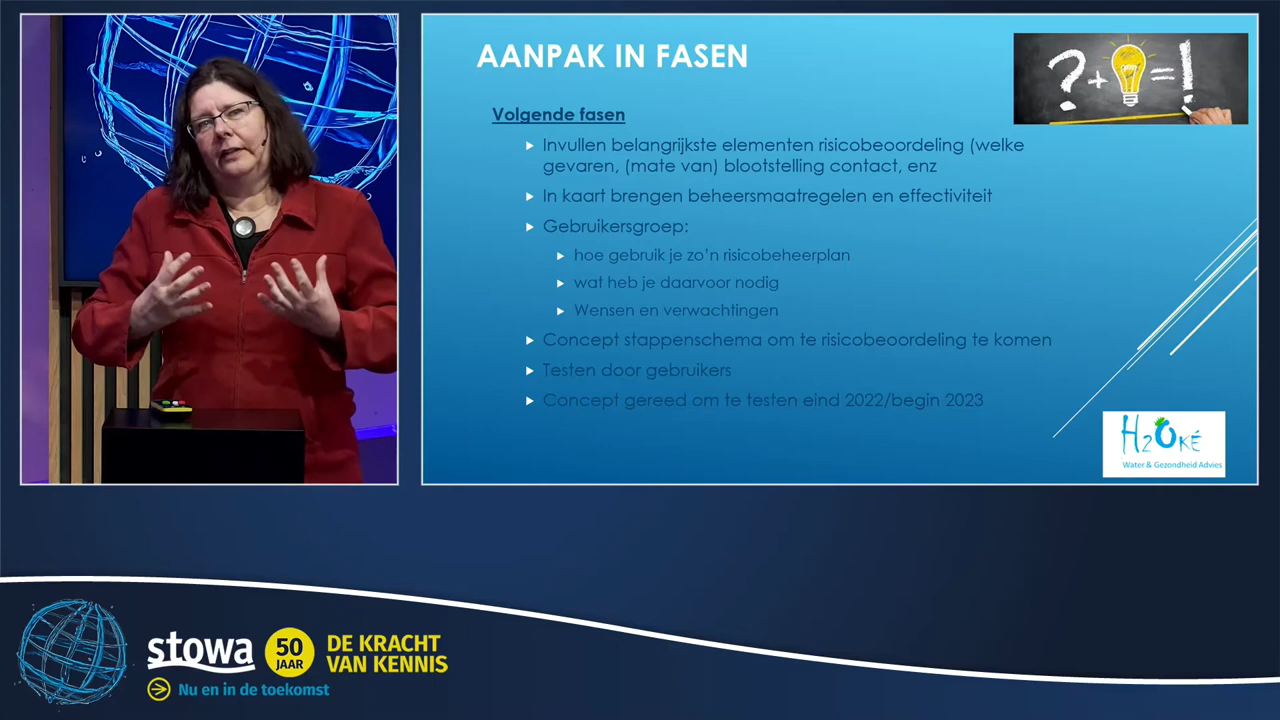 AANPAK IN FASEN
? + = !
Volgende fasen
Invullen belangrijkste elementen risicobeoordeling (welke
gevaren, (mate van) blootstelling contact, enz
In kaart brengen beheersmaatregelen en effectiviteit
Gebruikersgroep:
hoe gebruik je zo’n risicobeheerplan
wat heb je daarvoor nodig
Wensen en verwachtingen
Concept stappenschema om te risicobeoordeling te komen
Testen door gebruikers
Concept gereed om te testen eind 2022/begin 2023
H2OKÉ
Water & Gezondheid Advies
stowa
50
JAAR
DE KRACHT
VAN KENNIS
Nu en in de toekomst